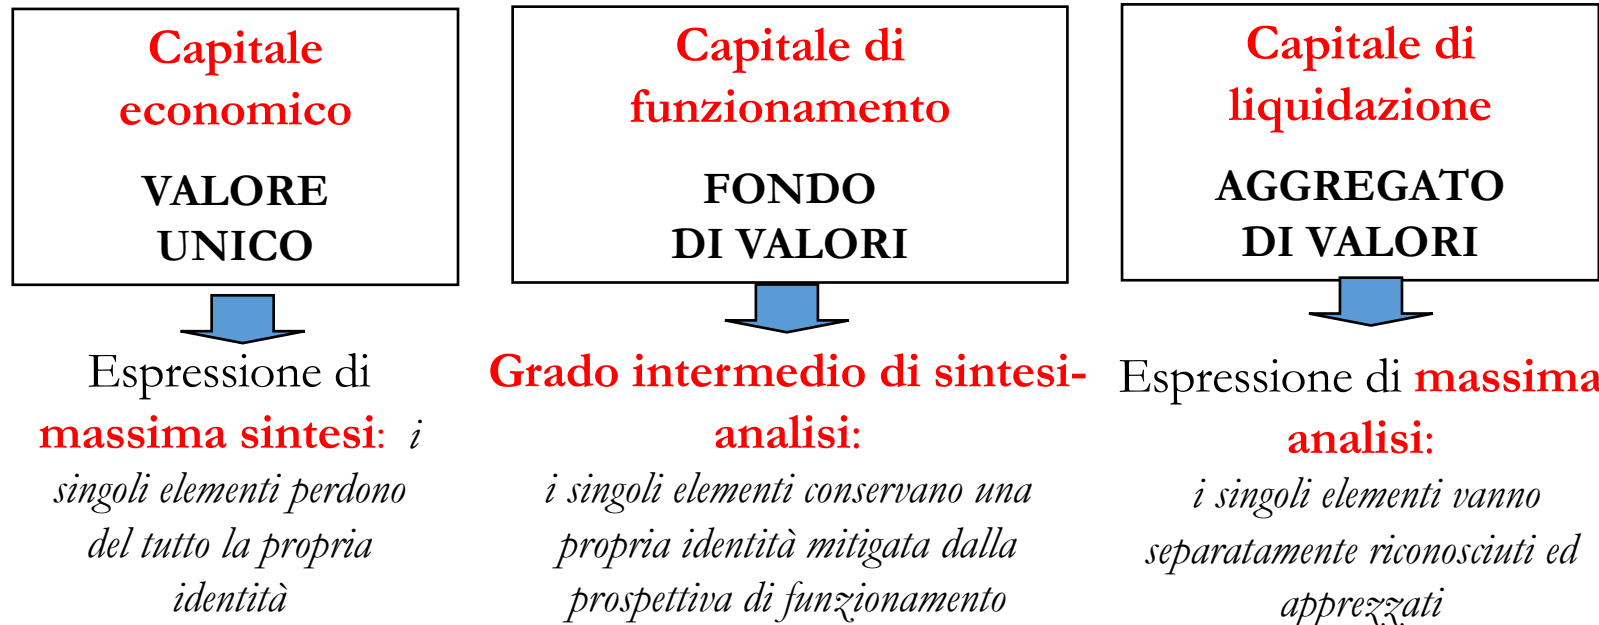 Capitale
economico
VALORE
UNICO
Espressione di
massima sintesi: i
singoli elementi perdono
del tutto la propria
identità
Capitale di
funzionamento
FONDO
DI VALORI
Grado intermedio di sintesi-
analisi:
i singoli elementi conservano una
propria identità mitigata dalla
prospettiva di funzionamento
Capitale di
liquidazione
AGGREGATO
DI VALORI
Espressione di massima
analisi:
i singoli elementi vanno
separatamente riconosciuti ed
apprezzati